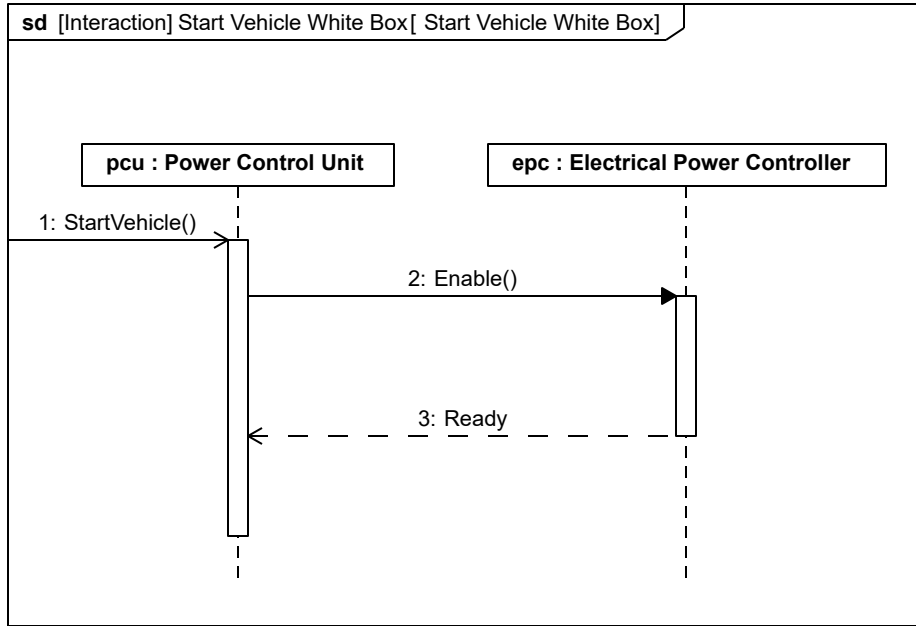 sd [Interaction] Start Vehicle White Box[ Start Vehicle White Box]
pcu : Power Control Unit
epc : Electrical Power Controller
1: StartVehicle()
2: Enable()
3: Ready